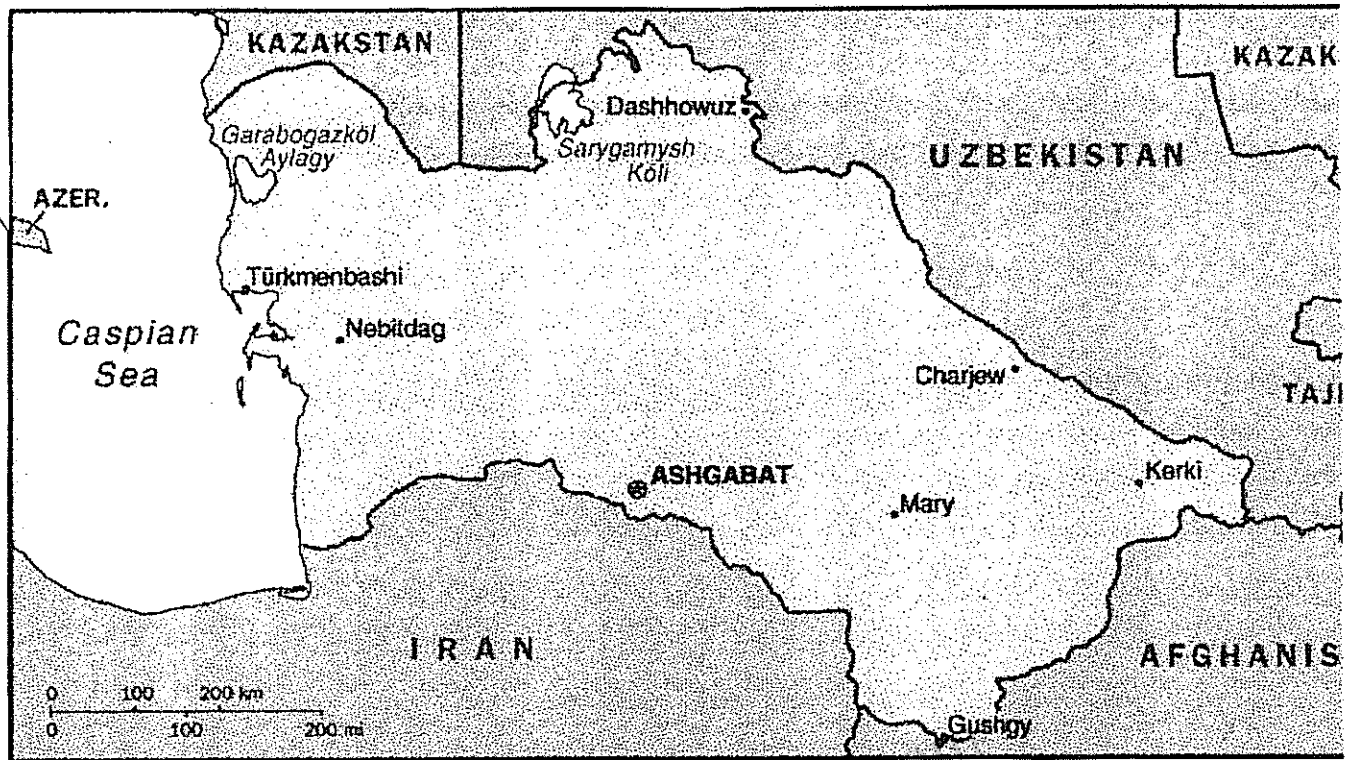 KAZAKSTAN
KAZAK
Dashhowuz
Garabogazköl
Aylagy
Sarygamysh
Köli
UZBEKISTAN
AZER.
Türkmenbashi
Caspian
Sea
Nebitdag
Charjew
TAJI
ASHGABAT
Kerki
Mary
IRAN
AFGHANIS
0 100 200 km
0 100 200 mi
Gushgy